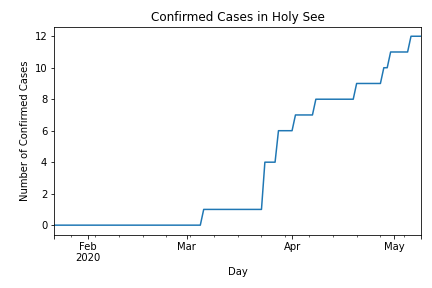 Confirmed Cases in Holy See
Number of Confirmed Cases
12
10
8
6
4
2
0
Feb
2020
Mar
Apr
May
Day